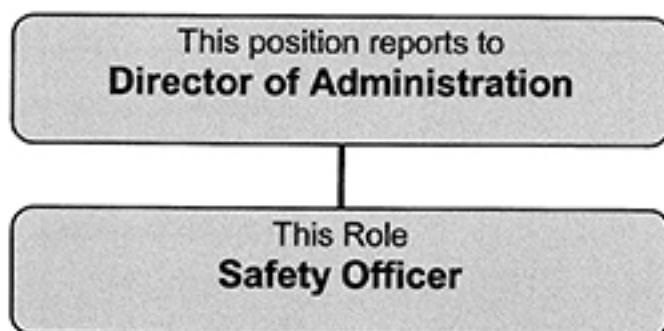 This position reports to
Director of Administration
This Role
Safety Officer